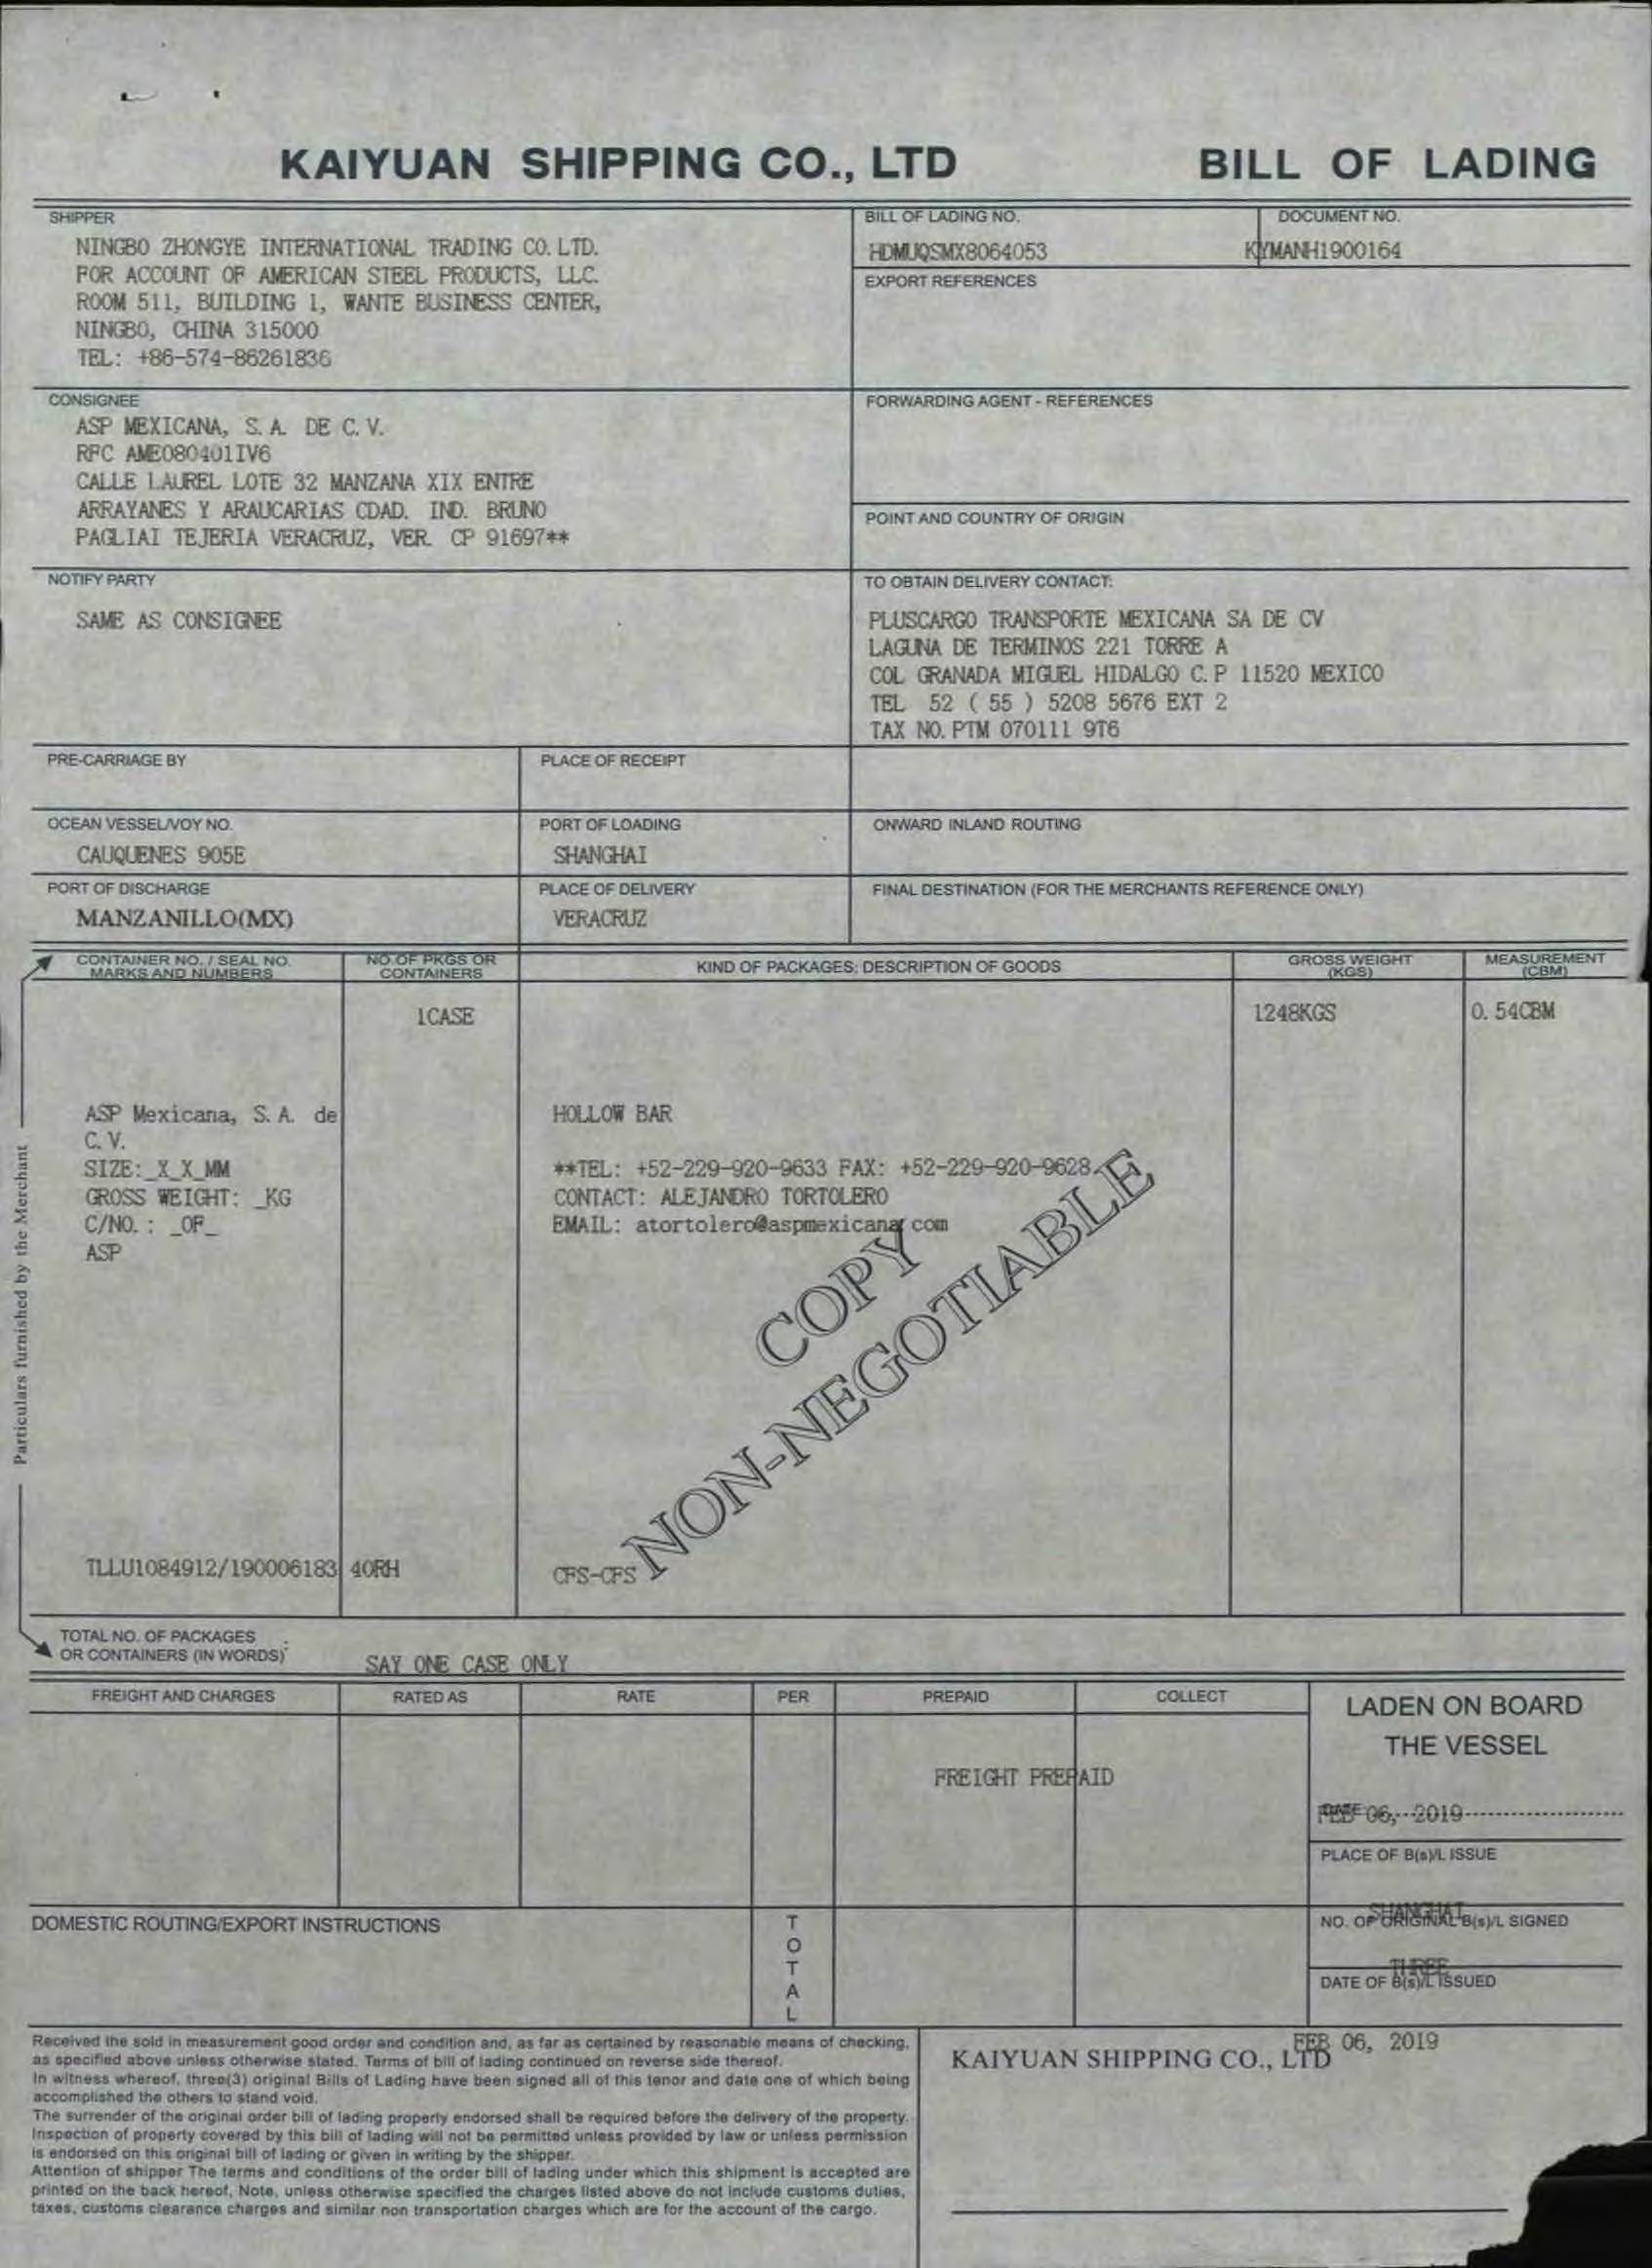 KAIYUAN SHIPPING CO., LTD BILL OF LADING
SHIPPER
NINGBO ZHONGYE INTERNATIONAL TRADING CO. LTD.
FOR ACCOUNT OF AMERICAN STEEL PRODUCTS, LLC.
ROOM 511, BUILDING 1, WANTE BUSINESS CENTER,
NINGBO, CHINA 315000
TEL: +86-574-86261836
BILL OF LADING NO.
HDMUQSMX8064053
DOCUMENT NO.
KYMANH1900164
EXPORT REFERENCES
CONSIGNEE
ASP MEXICANA, S. A. DE C. V.
RFC AME080401IV6
CALLE LAUREL LOTE 32 MANZANA XIX ENTRE
ARRAYANES Y ARAUCARIAS CDAD. IND. BRUNO
PAGLIAI TEJERIA VERACRUZ, VER. CP 91697**
FORWARDING AGENT - REFERENCES
POINT AND COUNTRY OF ORIGIN
NOTIFY PARTY
SAME AS CONSIGNEE
TO OBTAIN DELIVERY CONTACT:
PLUSCARGO TRANSPORTE MEXICANA SA DE CV
LAGUNA DE TERMINOS 221 TORRE A
COL GRANADA MIGUEL HIDALGO C. P 11520 MEXICO
TEL 52 ( 55 ) 5208 5676 EXT 2
TAX NO. PTM 070111 9T6
PRE-CARRIAGE BY
PLACE OF RECEIPT
OCEAN VESSEL/VOY NO.
CAUQUENES 905E
PORT OF LOADING
SHANGHAI
ONWARD INLAND ROUTING
PORT OF DISCHARGE
MANZANILLO(MX)
PLACE OF DELIVERY
VERACRUZ
FINAL DESTINATION (FOR THE MERCHANTS REFERENCE ONLY)
CONTAINER NO. / SEAL NO.
MARKS AND NUMBERS
NO. OF PKGS OR
CONTAINERS
KIND OF PACKAGES; DESCRIPTION OF GOODS
GROSS WEIGHT
(KGS)
MEASUREMENT
(CBM)
1CASE
1248KGS
0. 54CBM
ASP Mexicana, S. A. de
C. V.
SIZE:_X_X_MM
GROSS WEIGHT: _KG
C/NO. : _OF_
ASP
HOLLOW BAR
**TEL: +52-229-920-9633 FAX: +52-229-920-9628
CONTACT: ALEJANDRO TORTOLERO
EMAIL: atortolero@aspmexicana.com
COPY
NON-NEGOTIABLE
Particulars furnished by the Merchant
TLLU1084912/190006183 40RH
CFS-CFS
TOTAL NO. OF PACKAGES
OR CONTAINERS (IN WORDS)
SAY ONE CASE ONLY
FREIGHT AND CHARGES
RATED AS
RATE
PER
PREPAID
COLLECT
FREIGHT PREPAID
LADEN ON BOARD
THE VESSEL
DATE
FEB 06, 2019
PLACE OF B(s)/L ISSUE
SHANGHAI
NO. OF ORIGINAL B(s)/L SIGNED
THREE
DATE OF B(s)/L ISSUED
FEB 06, 2019
DOMESTIC ROUTING/EXPORT INSTRUCTIONS
TOTAL
Received the sold in measurement good order and condition and, as far as certained by reasonable means of checking,
as specified above unless otherwise stated. Terms of bill of lading continued on reverse side thereof.
In witness whereof, three(3) original Bills of Lading have been signed all of this tenor and date one of which being
accomplished the others to stand void.
The surrender of the original order bill of lading properly endorsed shall be required before the delivery of the property.
Inspection of property covered by this bill of lading will not be permitted unless provided by law or unless permission
is endorsed on this original bill of lading or given in writing by the shipper.
Attention of shipper The terms and conditions of the order bill of lading under which this shipment is accepted are
printed on the back hereof, Note, unless otherwise specified the charges listed above do not include customs duties,
taxes, customs clearance charges and similar non transportation charges which are for the account of the cargo.
KAIYUAN SHIPPING CO., LTD